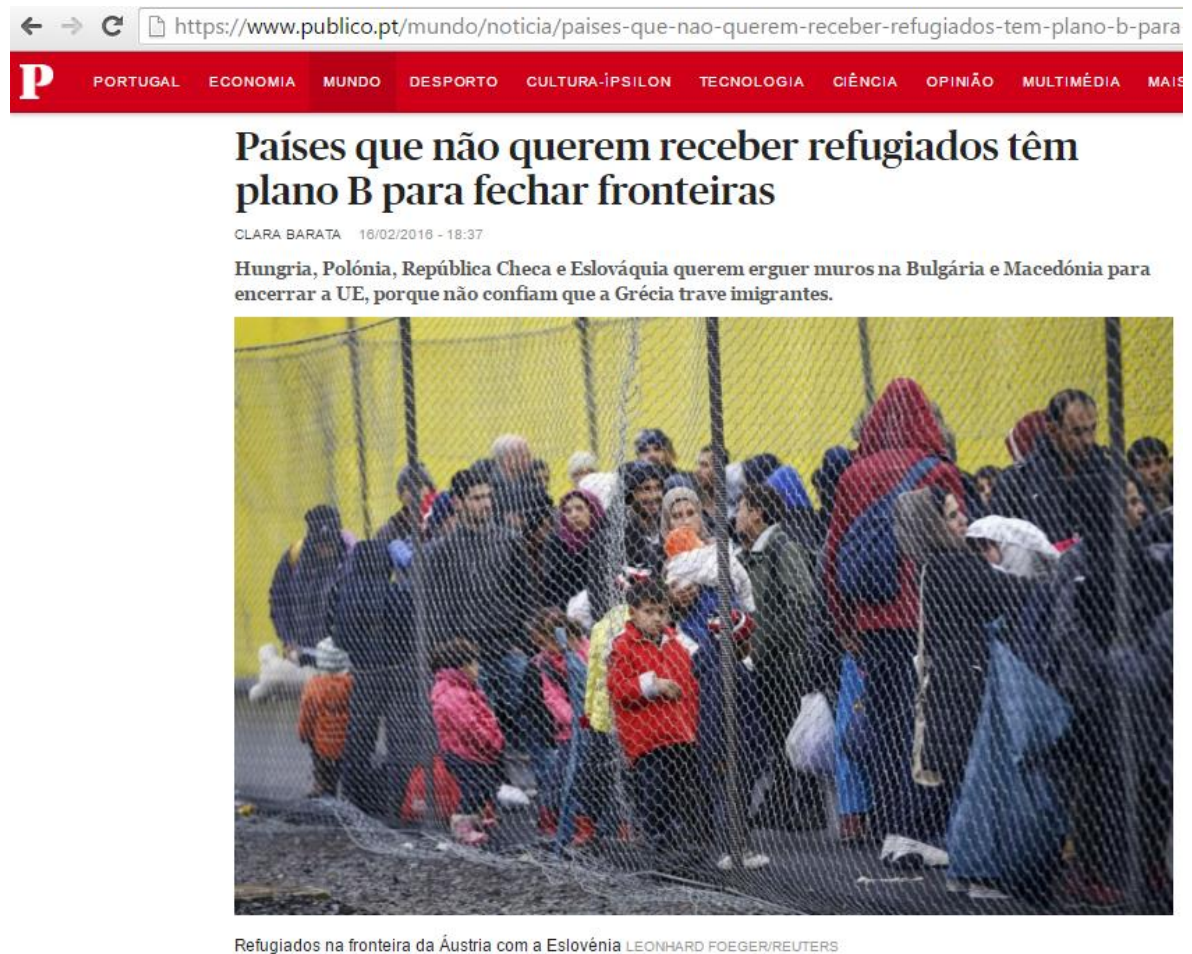 https://www.publico.pt/mundo/noticia/paises-que-nao-querem-receber-refugiados-tem-plano-b-para
P PORTUGAL ECONOMIA MUNDO DESPORTO CULTURA-ÍPSILON TECNOLOGIA CIÊNCIA OPINIÃO MULTIMÉDIA MAIS
Países que não querem receber refugiados têm
plano B para fechar fronteiras
CLARA BARATA 16/02/2016 - 18:37
Hungria, Polónia, República Checa e Eslováquia querem erguer muros na Bulgária e Macedónia para
encerrar a UE, porque não confiam que a Grécia trave imigrantes.
Refugiados na fronteira da Áustria com a Eslovénia LEONHARD FOEGER/REUTERS